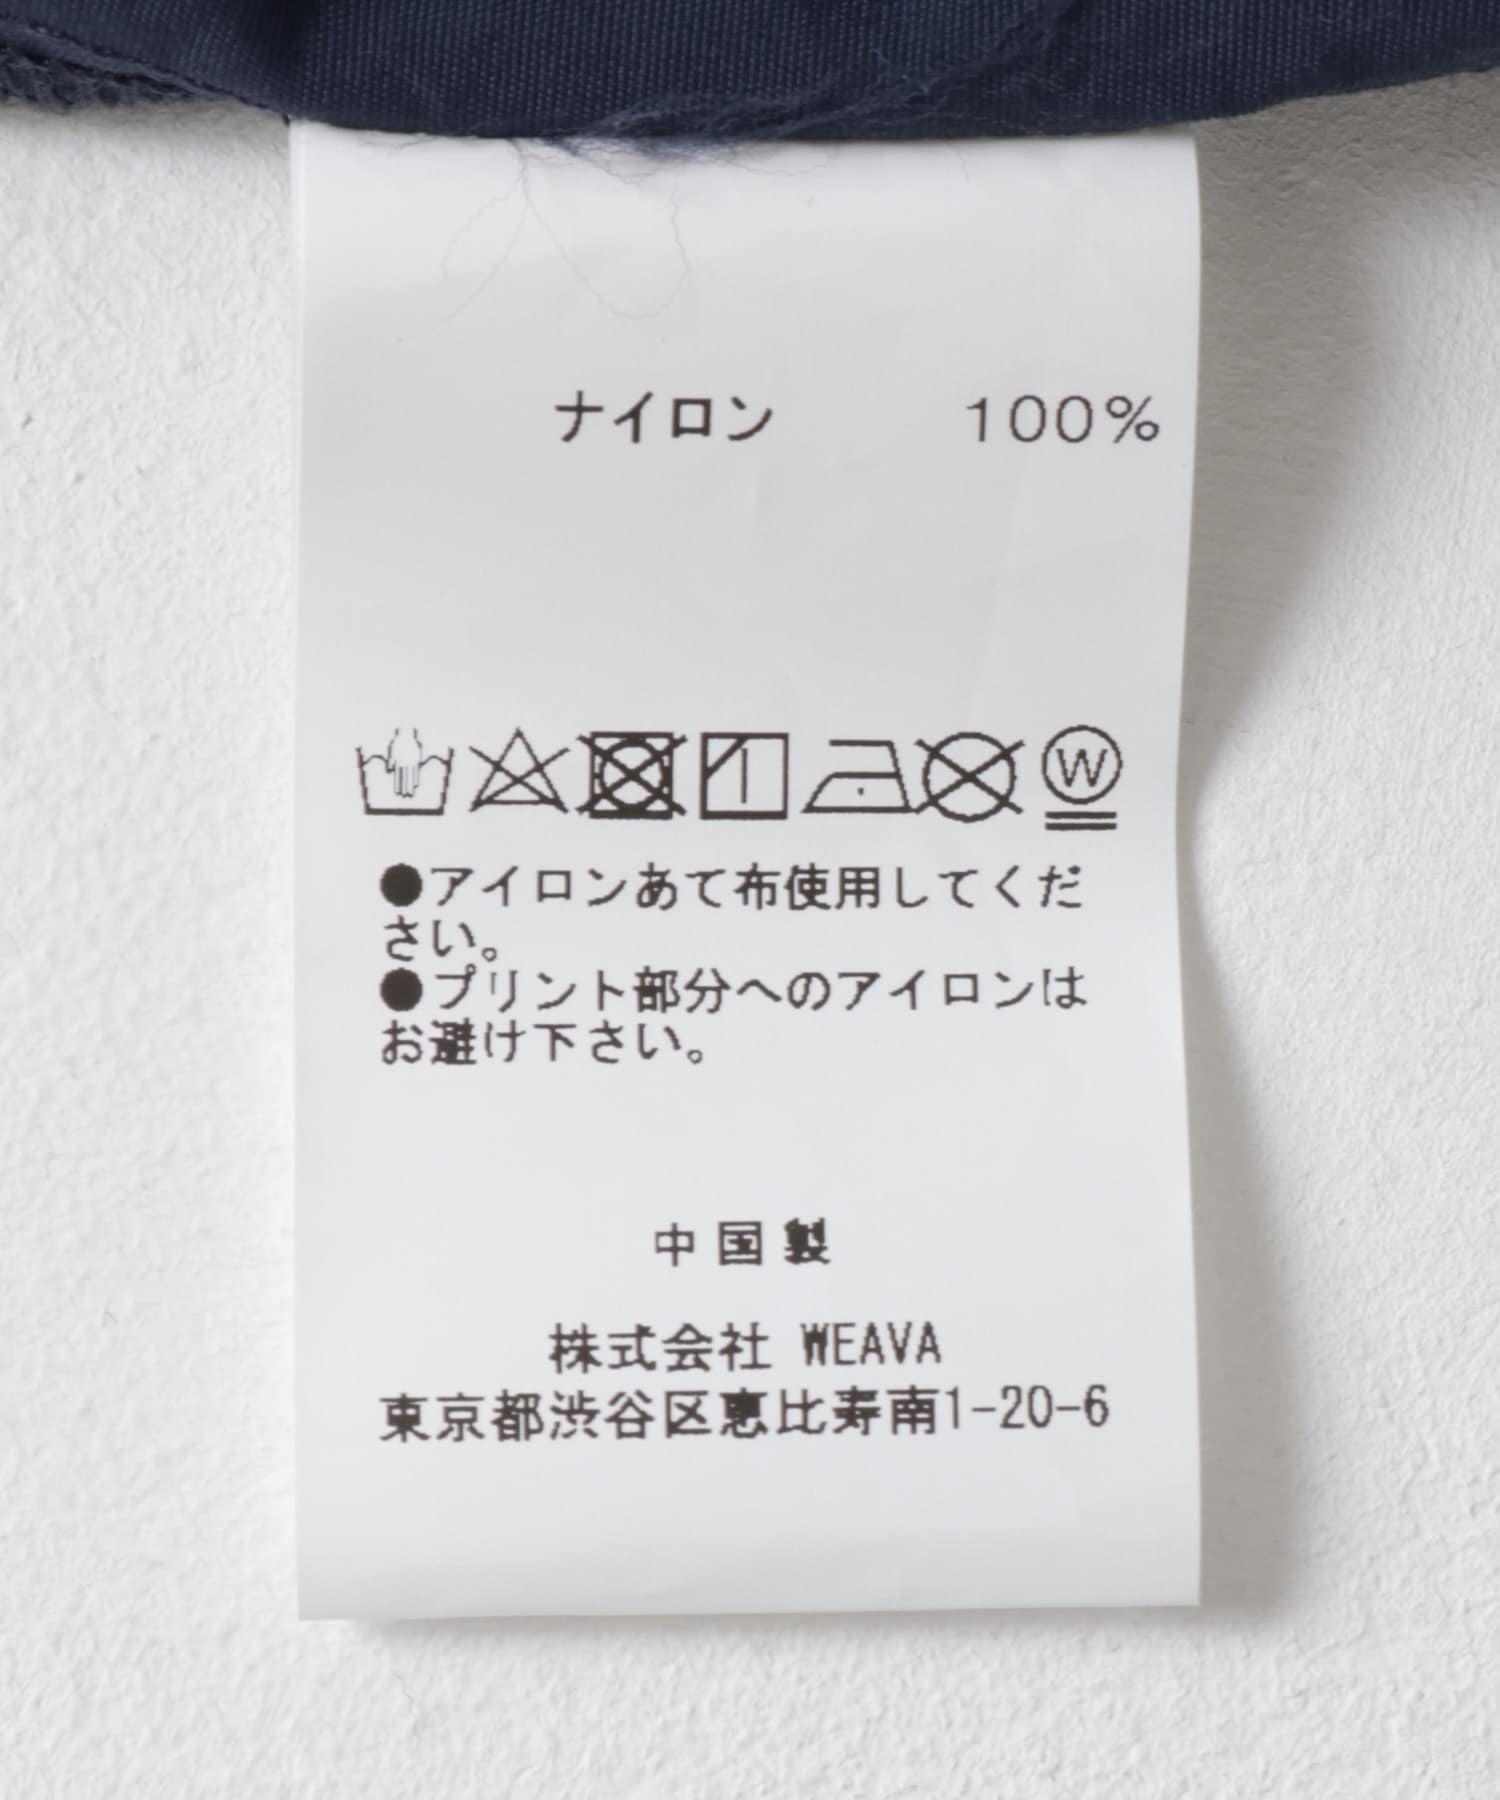 ナイロン 100%
W
●アイロンあて布使用してくだ
さい。
●プリント部分へのアイロンは
お避け下さい。
中国製
株式会社 WEAVA
東京都渋谷区恵比寿南1-20-6